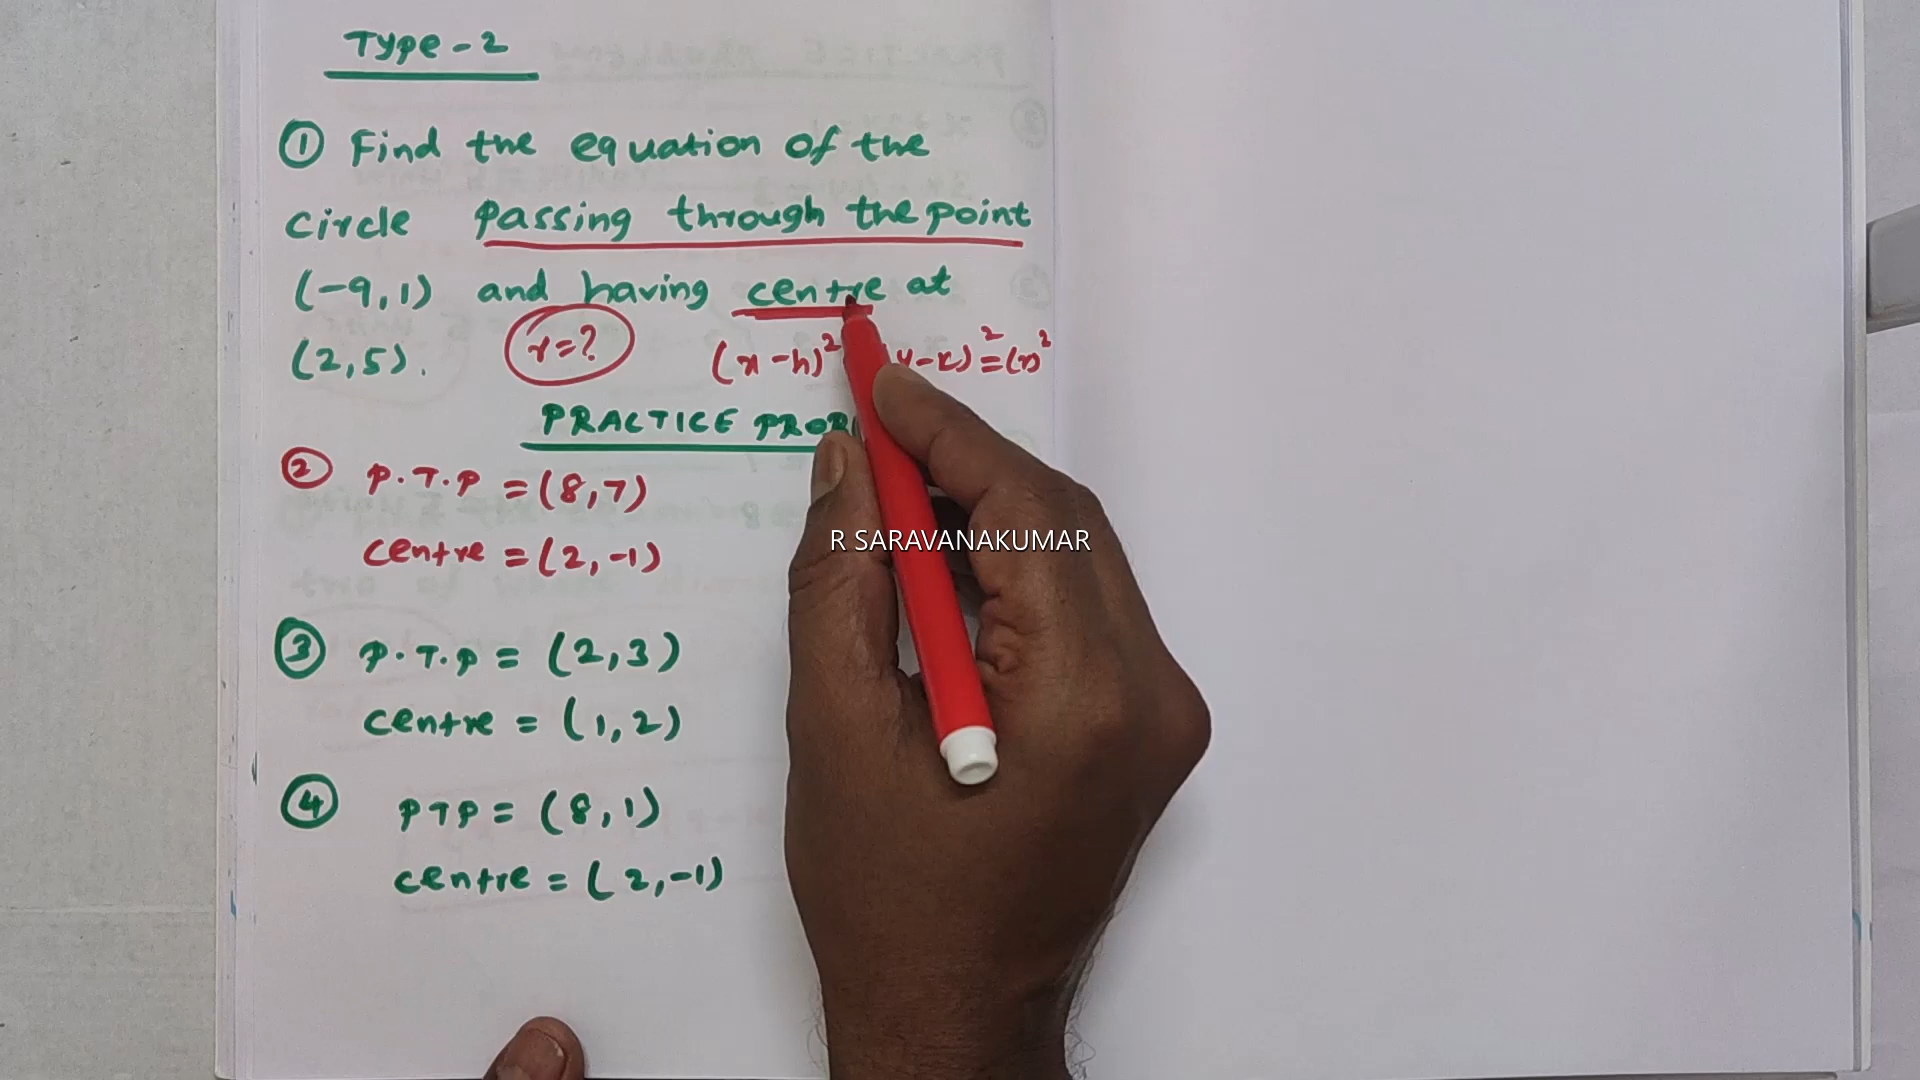 Type-2
① Find the equation of the
circle passing through the point
(-9,1) and having centre at
(2,5). r=? (x-h)² y-k)²=(r)²
PRACTICE
② P.T.P = (8,7)
centre = (2,-1)
R SARAVANAKUMAR
③ P.T.P = (2,3)
centre = (1,2)
④ PTP = (8,1)
centre = (2,-1)